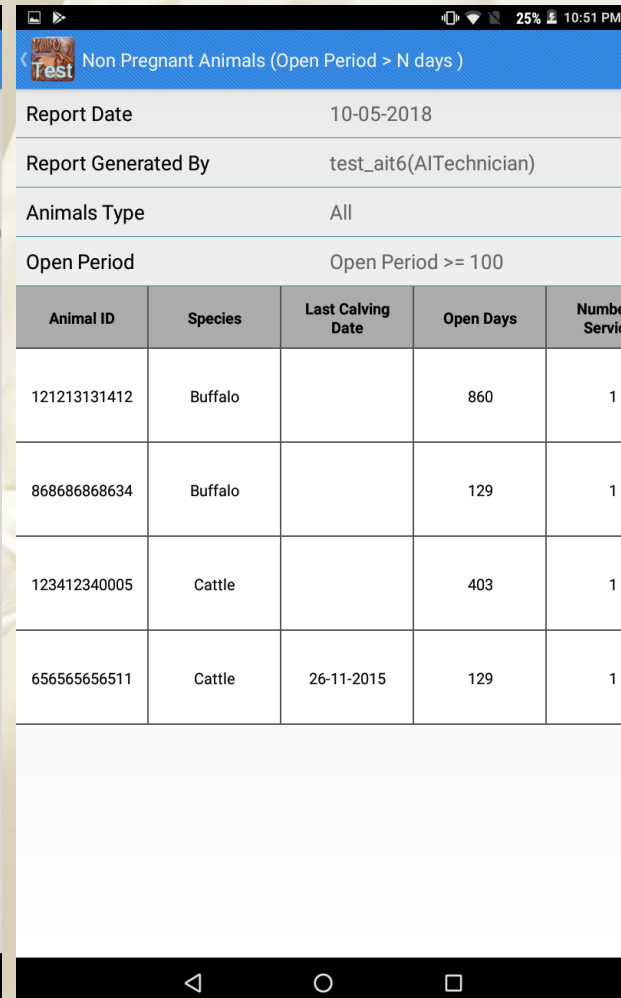 25% 10:51 PM
Test Non Pregnant Animals (Open Period > N days )
Report Date 10-05-2018
Report Generated By test_ait6(AITechnician)
Animals Type All
Open Period Open Period >= 100
Animal ID Species Last Calving Date Open Days
121213131412 Buffalo 860 1
868686868634 Buffalo 129 1
123412340005 Cattle 403 1
656565656511 Cattle 26-11-2015 129 1